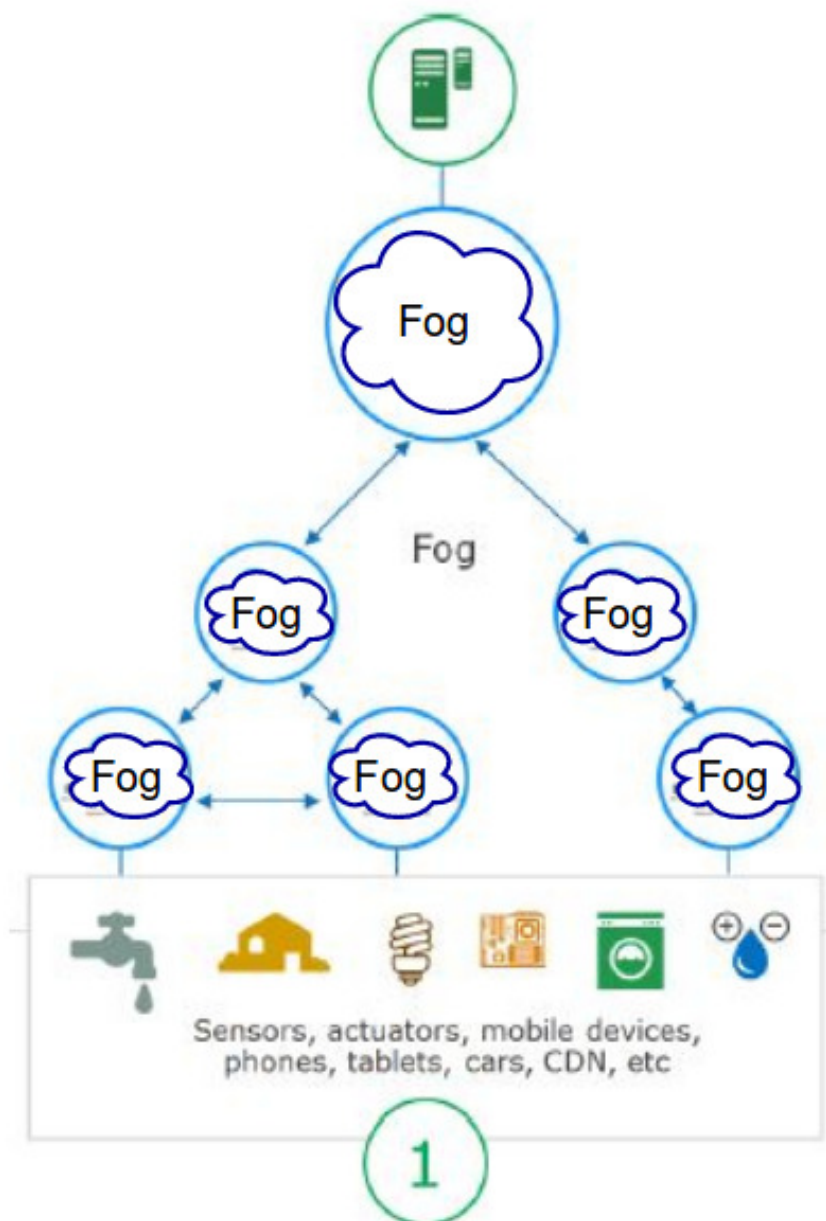 Fog
Fog
Fog
Fog
Fog
Fog
Fog
Sensors, actuators, mobile devices,
phones, tablets, cars, CDN, etc
1